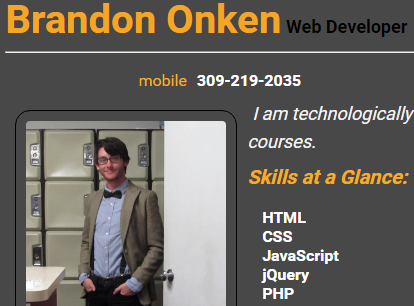 Brandon Onken Web Developer
mobile 309-219-2035
I am technologically
courses.
Skills at a Glance:
HTML
CSS
JavaScript
jQuery
PHP